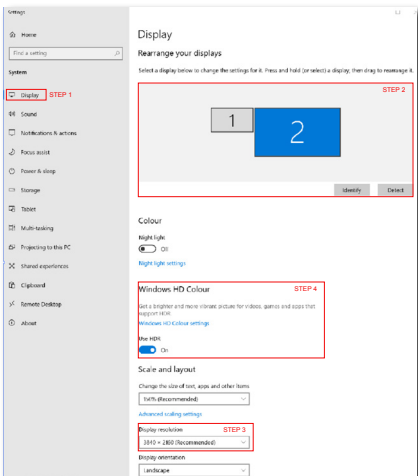 Settings
Home
Display
Find a setting
Rearrange your displays
System
Select a display below to change the settings for it. Press and hold (or select) a display, then drag to rearrange it.
Display
STEP 1
STEP 2
Sound
1
2
Notifications & actions
Focus assist
Power & sleep
Storage
Identify
Detect
Tablet
Colour
Multi-tasking
Night light
Projecting to this PC
Off
Shared experiences
Night light settings
Clipboard
Windows HD Colour
STEP 4
Remote Desktop
Get a brighter and more vibrant picture for videos, games and apps that
support HDR
About
Windows HD Colour settings
Use HDR
On
Scale and layout
Change the size of text, apps and other items
(Recommended)
Advanced scaling settings
Display resolution
STEP 3
3840 × 2160 (Recommended)
Display orientation
Landscape